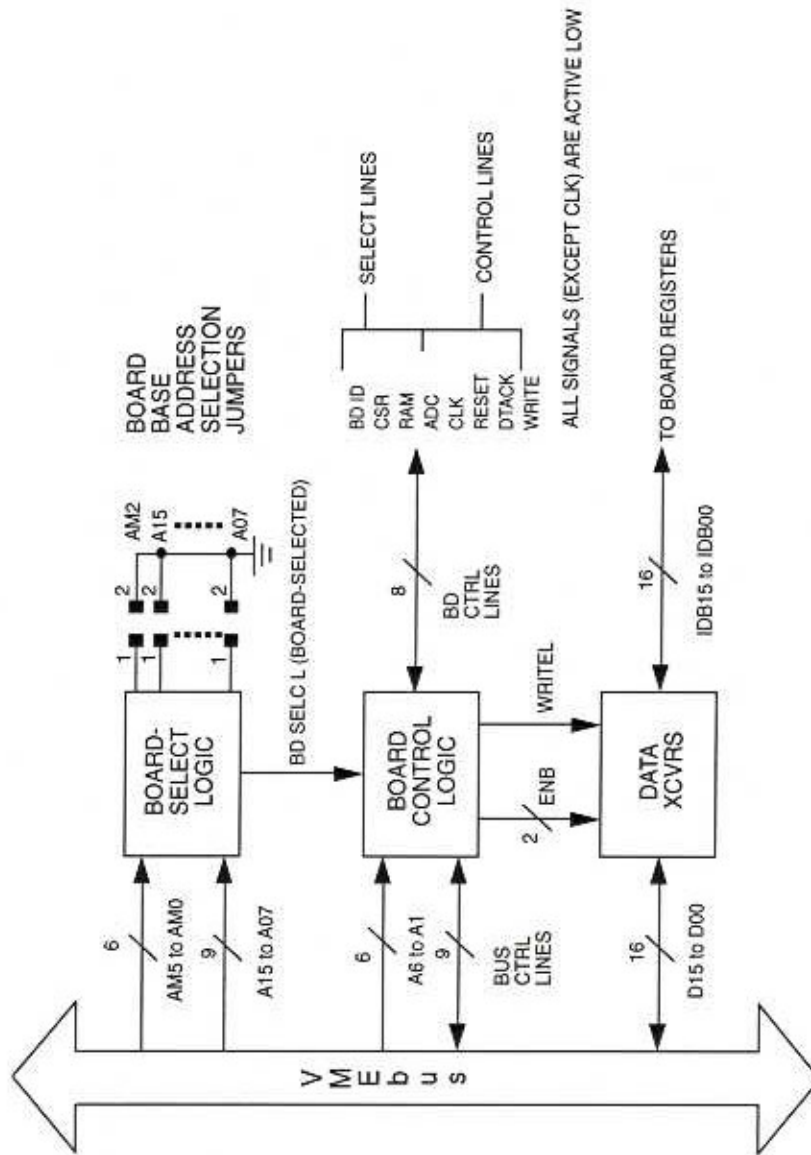 VMEbus
6
AM5 to AM0
9
A15 to A07
BOARD-
SELECT
LOGIC
1
1
1
2
2
2
AM2
A15
A07
BOARD
BASE
ADDRESS
SELECTION
JUMPERS
BD SELC L (BOARD-SELECTED)
6
A6 to A1
9
BUS
CTRL
LINES
BOARD
CONTROL
LOGIC
8
BD
CTRL
LINES
BD ID
CSR
RAM
ADC
CLK
RESET
DTACK
WRITE
SELECT LINES
CONTROL LINES
ALL SIGNALS (EXCEPT CLK) ARE ACTIVE LOW
2
ENB
WRITEL
16
D15 to D00
DATA
XCVRS
16
IDB15 to IDB00
TO BOARD REGISTERS